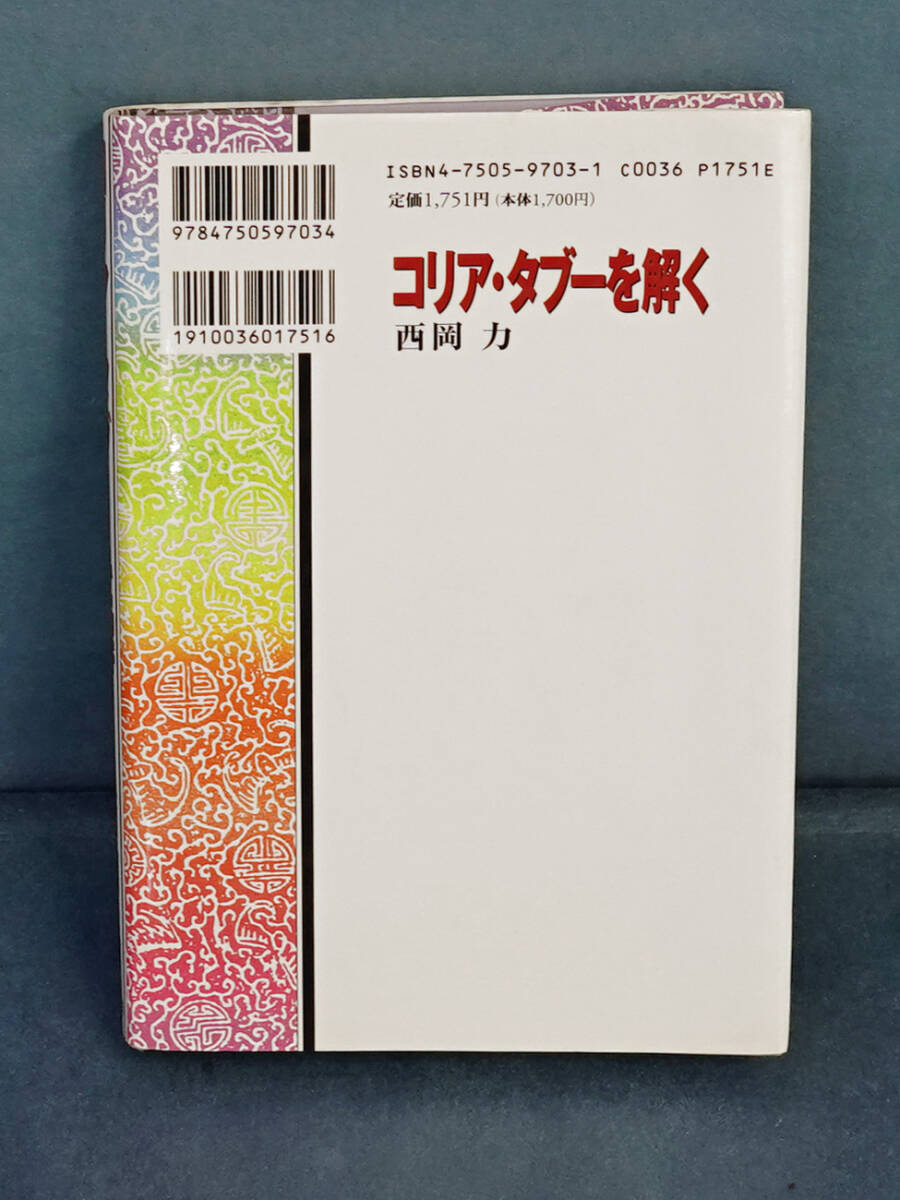 ISBN4-7505-9703-1 C0036 P1751E
定価1,751円（本体1,700円）
9784750597034
1910036017516
コリア・タブーを解く
西岡 力